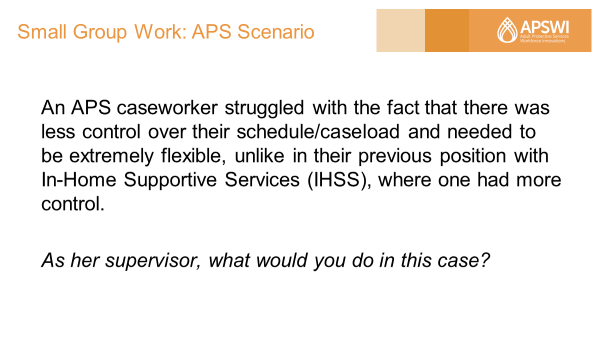 Small Group Work: APS Scenario
APSWI
Adult Protective Services
Workforce Innovations
An APS caseworker struggled with the fact that there was
less control over their schedule/caseload and needed to
be extremely flexible, unlike in their previous position with
In-Home Supportive Services (IHSS), where one had more
control.
As her supervisor, what would you do in this case?